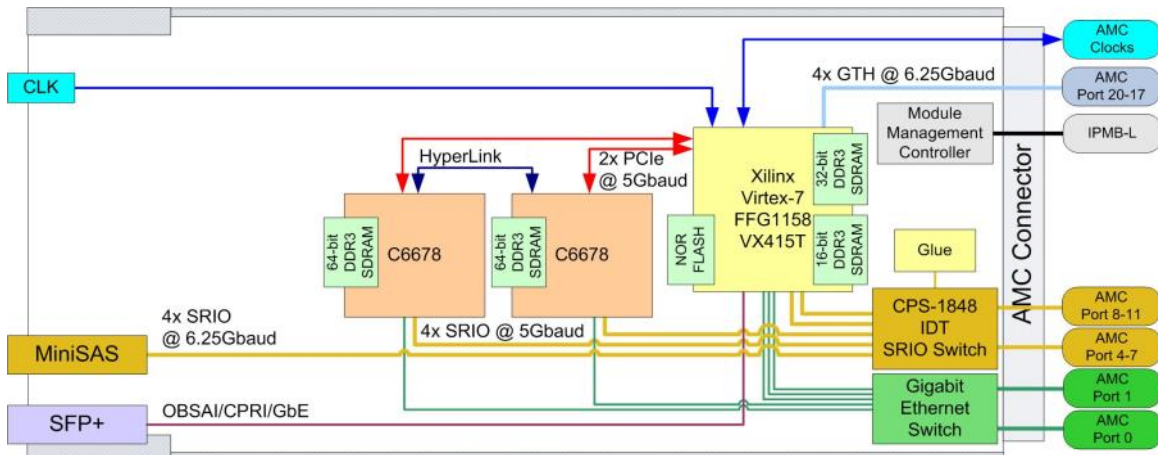 CLK
HyperLink
2x PCIe
@ 5Gbaud
4x GTH @ 6.25Gbaud
AMC
Clocks
AMC
Port 20-17
IPMB-L
Module
Management
Controller
AMC Connector
Xilinx
Virtex-7
FFG1158
VX415T
32-bit
DDR3
SDRAM
16-bit
DDR3
SDRAM
NOR
FLASH
64-bit
DDR3
SDRAM
C6678
64-bit
DDR3
SDRAM
C6678
Glue
4x SRIO
@ 6.25Gbaud
4x SRIO @ 5Gbaud
MiniSAS
CPS-1848
IDT
SRIO Switch
AMC
Port 8-11
AMC
Port 4-7
OBSAI/CPRI/GbE
SFP+
Gigabit
Ethernet
Switch
AMC
Port 1
AMC
Port 0